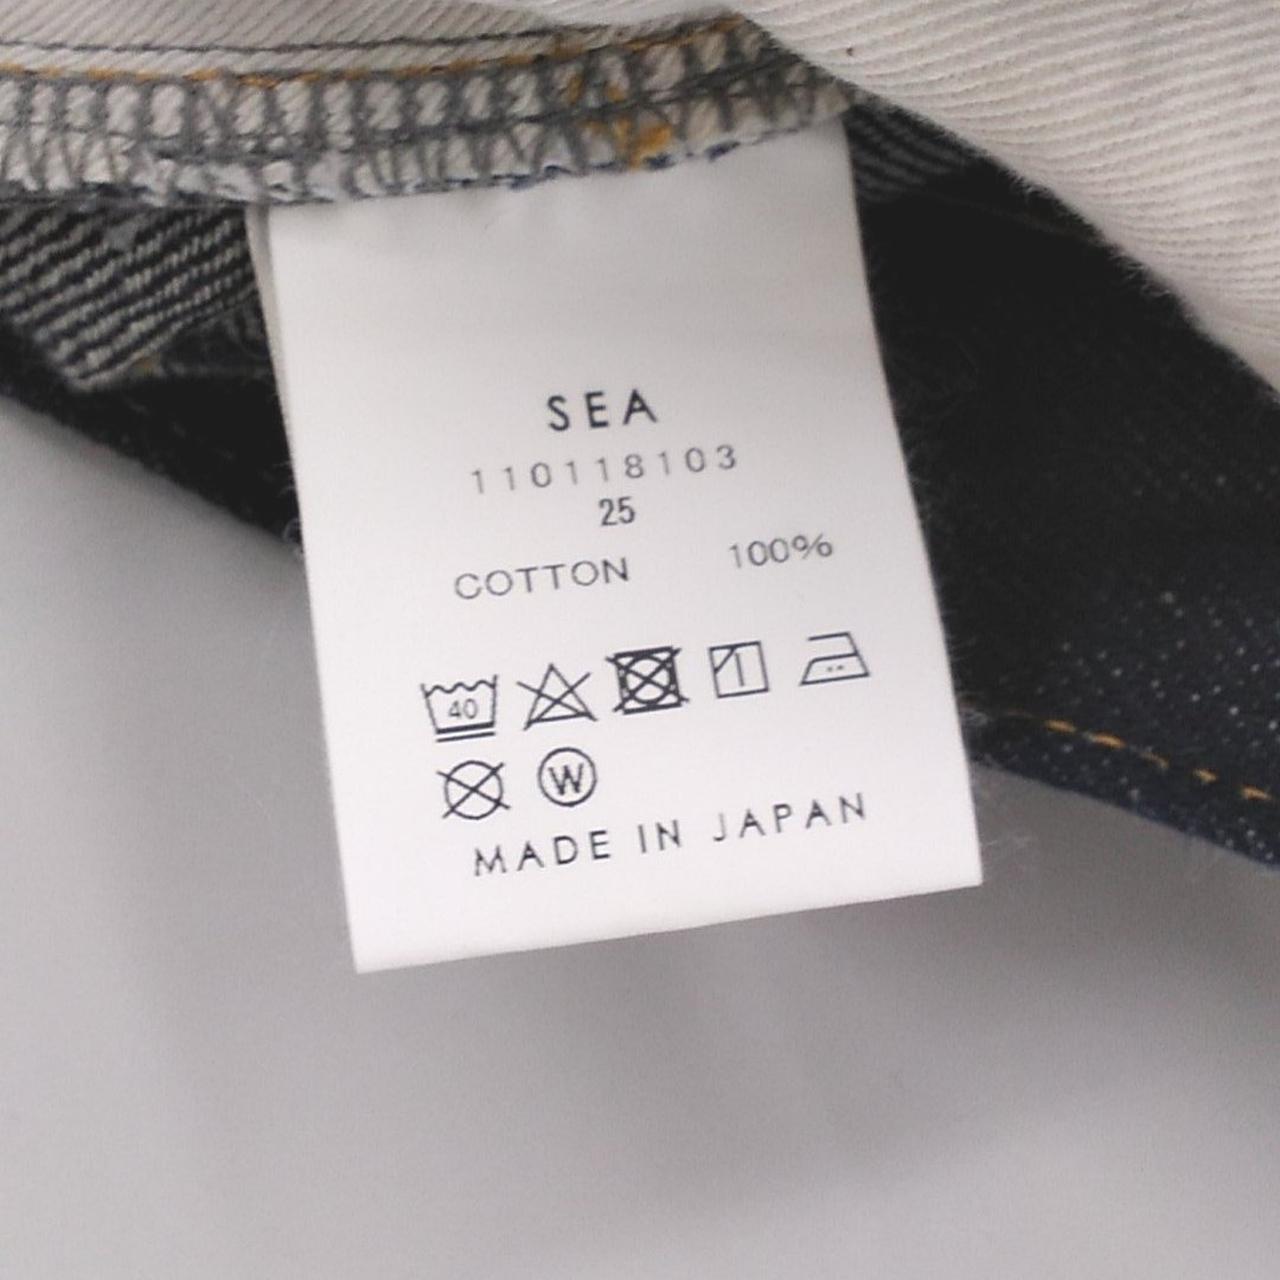 SEA
110118103
25
COTTON 100%
40
W
MADE IN JAPAN